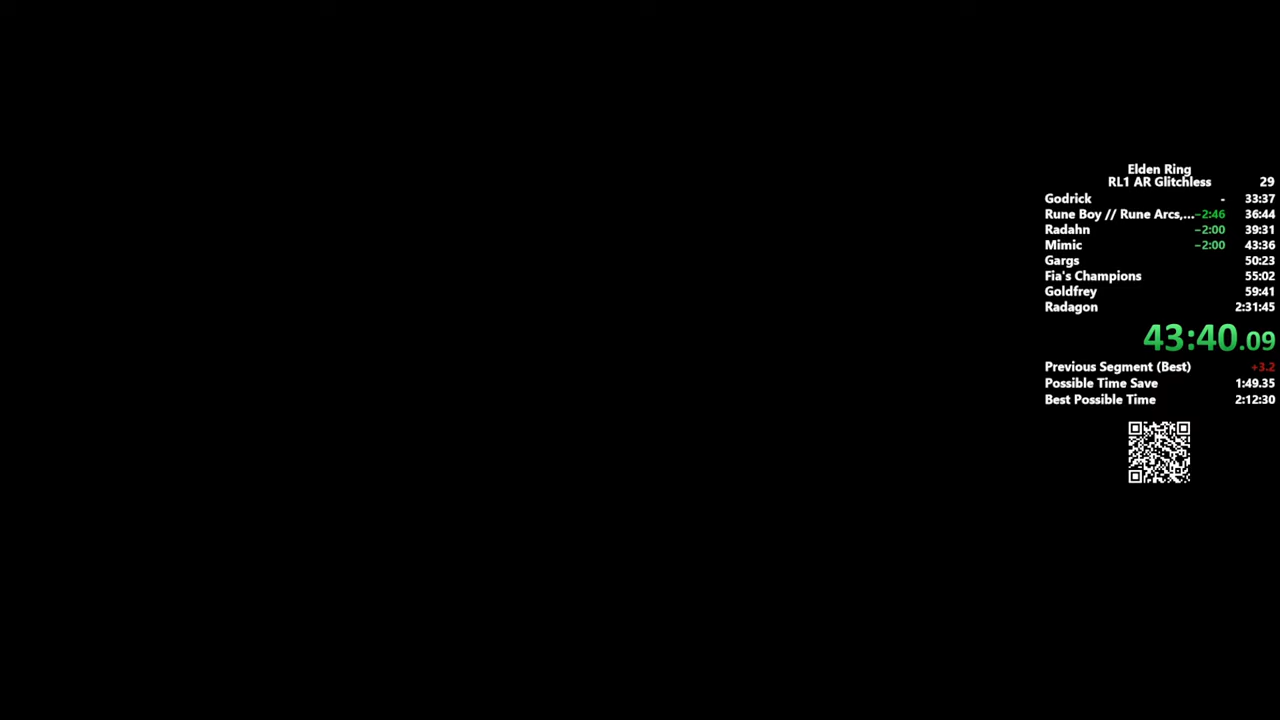 Elden Ring
RL1 AR Glitchless 29
Godrick - 33:37
Rune Boy // Rune Arcs,... −2:46 36:44
Radahn −2:00 39:31
Mimic −2:00 43:36
Gargs 50:23
Fia's Champions 55:02
Goldfrey 59:41
Radagon 2:31:45
43:40.09
Previous Segment (Best) +3.2
Possible Time Save 1:49.35
Best Possible Time 2:12:30